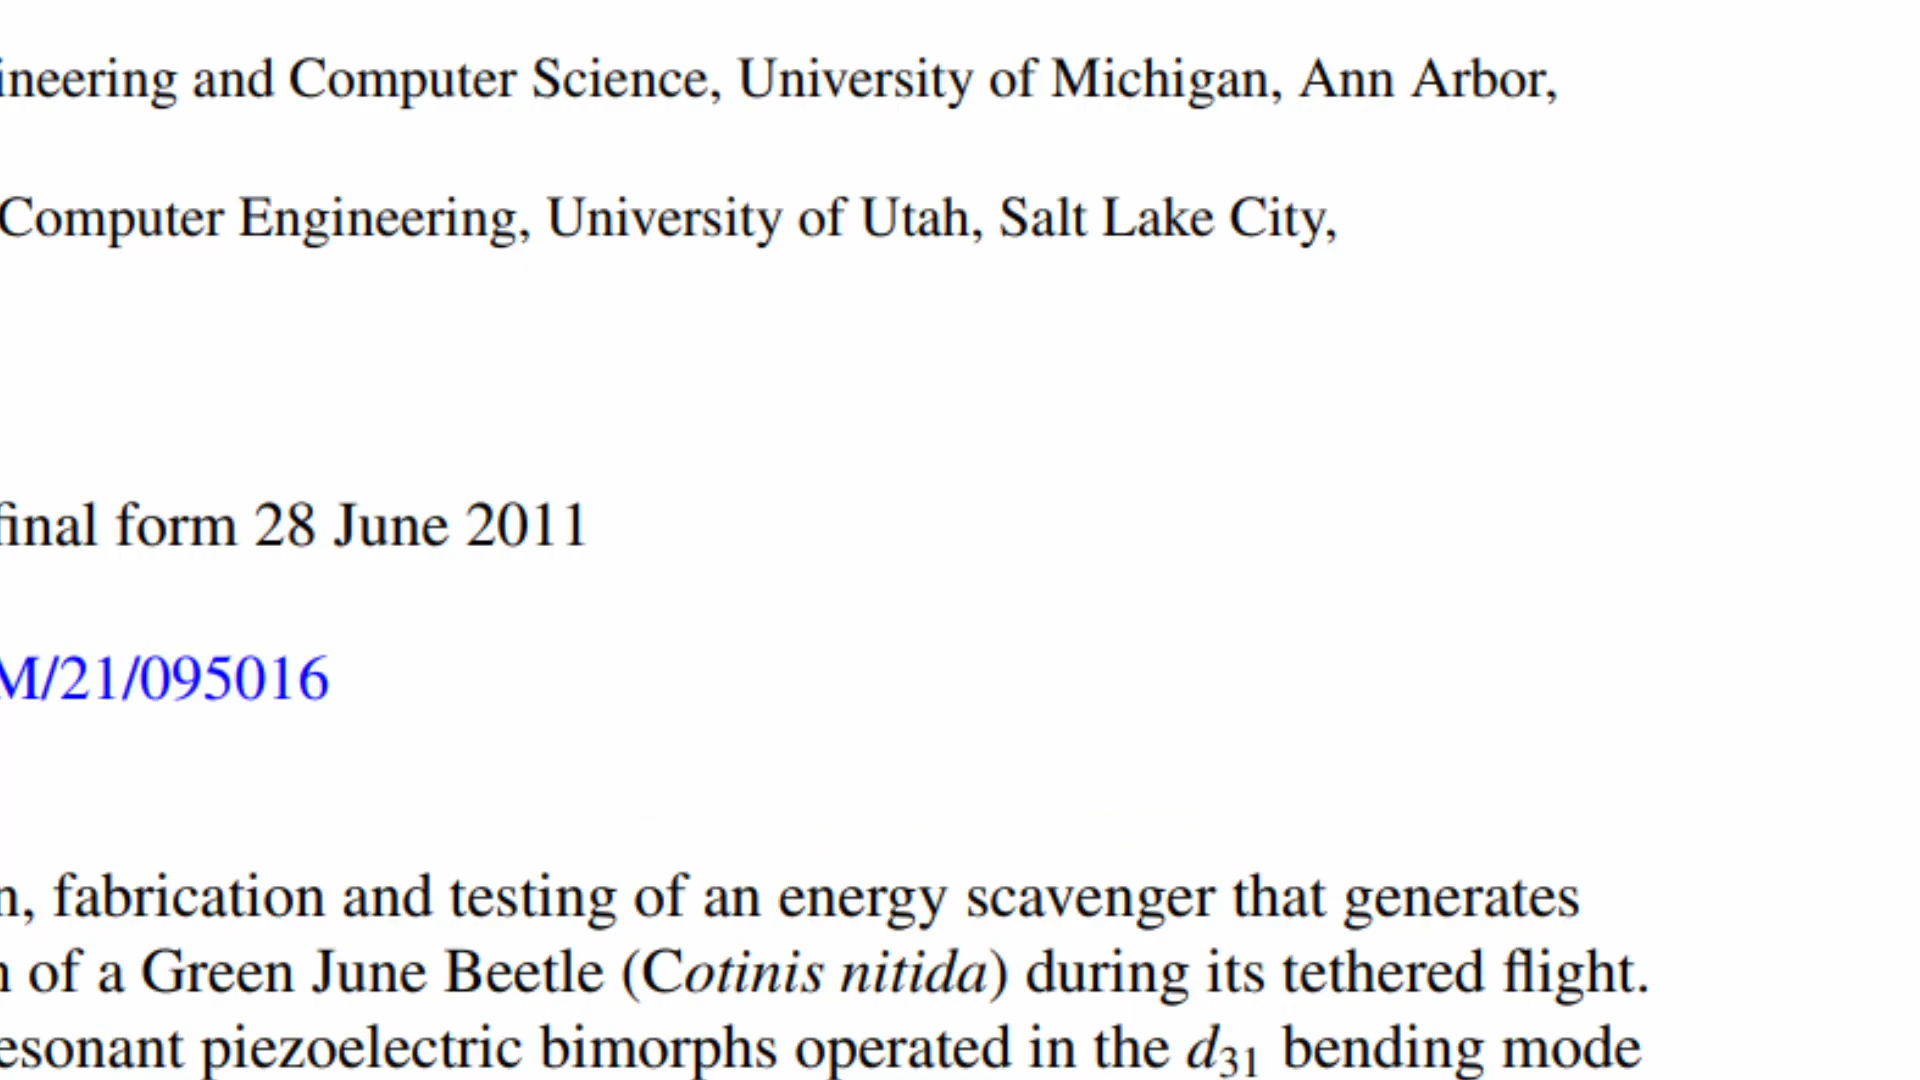 ineering and Computer Science, University of Michigan, Ann Arbor,
Computer Engineering, University of Utah, Salt Lake City,
final form 28 June 2011
M/21/095016
n, fabrication and testing of an energy scavenger that generates
n of a Green June Beetle (Cotinis nitida) during its tethered flight.
esonant piezoelectric bimorphs operated in the d31 bending mode